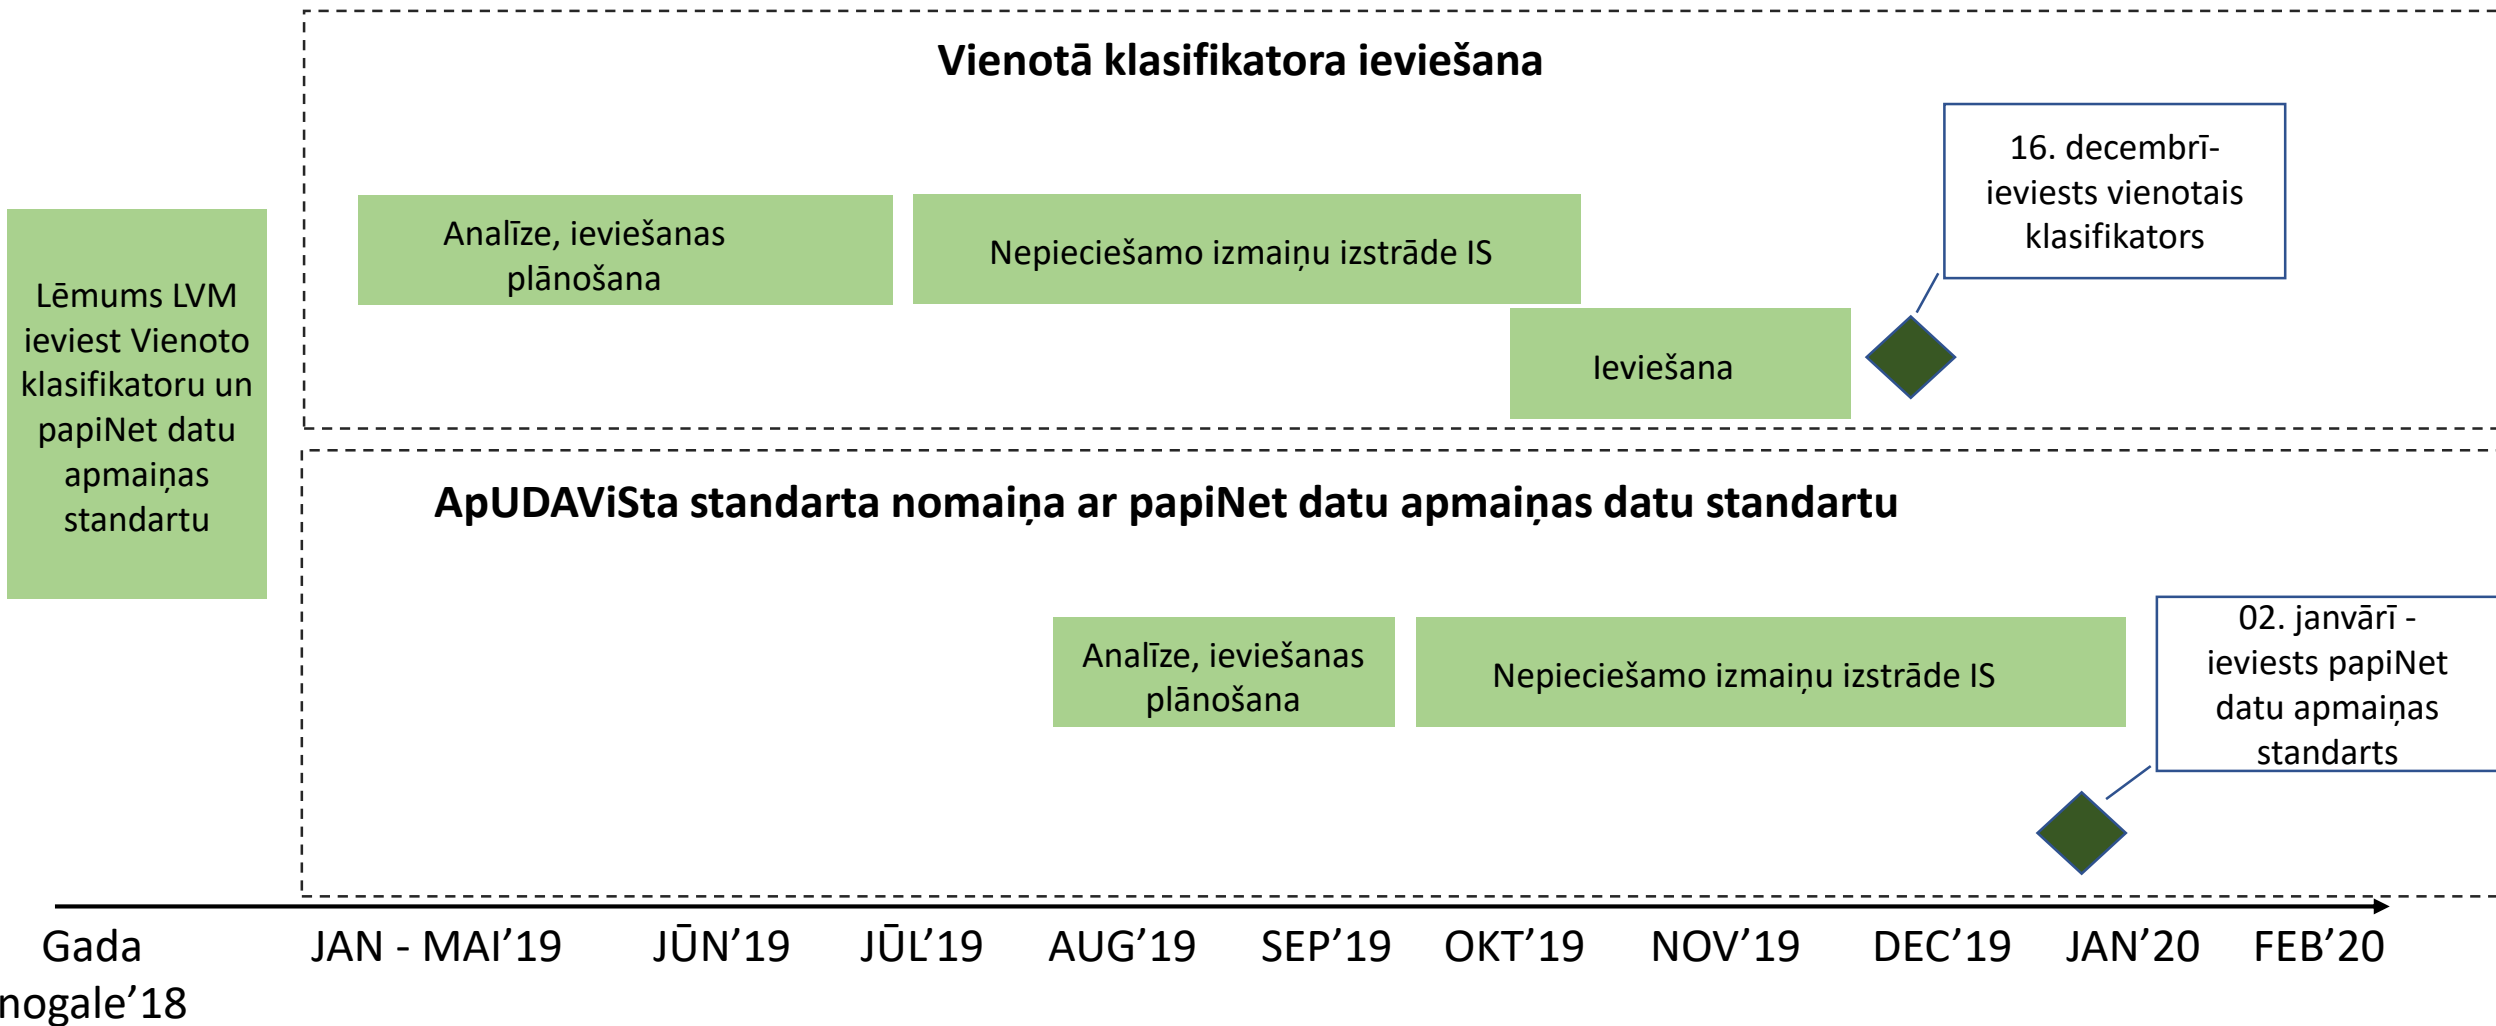 Vienotā klasifikatora ieviešana
16. decembrī-
ieviests vienotais
klasifikators
Analīze, ieviešanas
plānošana
Nepieciešamo izmaiņu izstrāde IS
Ieviešana
Lēmums LVM
ieviest Vienoto
klasifikatoru un
papiNet datu
apmaiņas
standartu
ApUDAViSta standarta nomaiņa ar papiNet datu apmaiņas datu standartu
Analīze, ieviešanas
plānošana
Nepieciešamo izmaiņu izstrāde IS
02. janvārī -
ieviests papiNet
datu apmaiņas
standarts
Gada
nogale’18
JAN - MAI’19
JŪN’19
JŪL’19
AUG’19
SEP’19
OKT’19
NOV’19
DEC’19
JAN’20
FEB’20